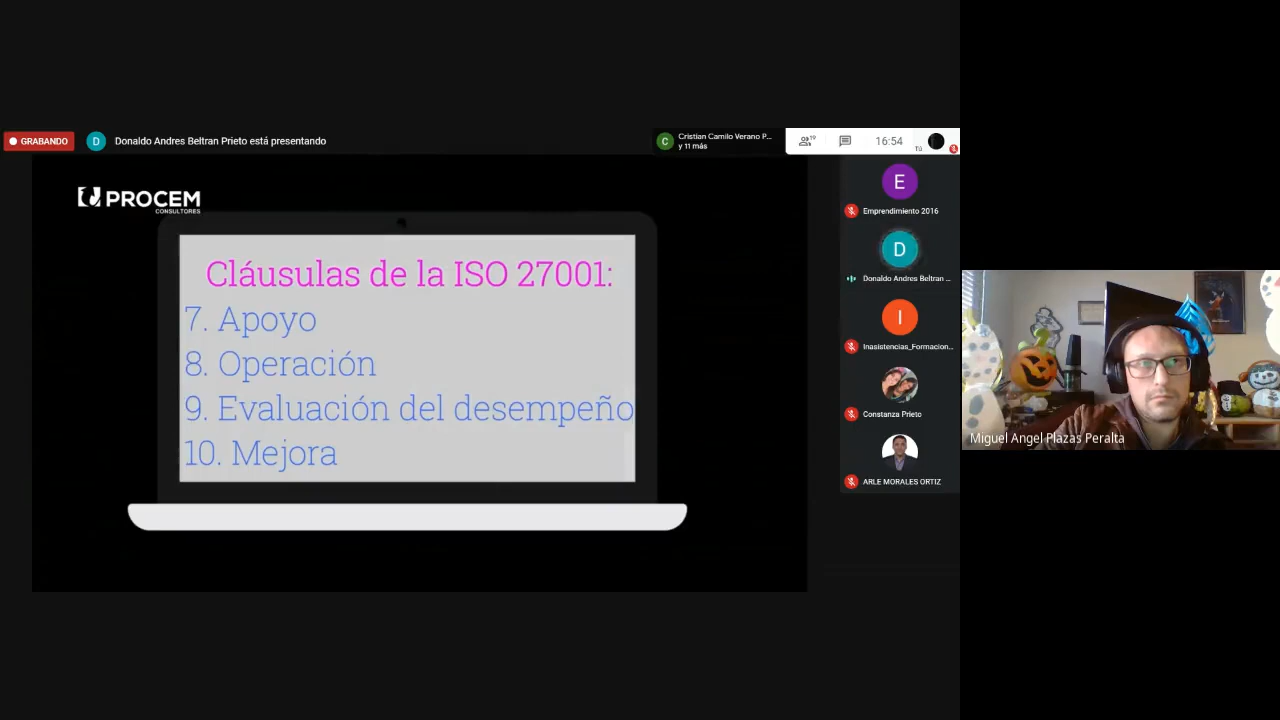 GRABANDO
D
Donaldo Andres Beltran Prieto está presentando
C
Cristian Camilo Verano P...
y 11 más
19
16:54
Tú
PROCEM
CONSULTORES
Cláusulas de la ISO 27001:
7. Apoyo
8. Operación
9. Evaluación del desempeño
10. Mejora
E
Emprendimiento 2016
D
Donaldo Andres Beltran ...
I
Inasistencias_Formacion...
Constanza Prieto
ARLE MORALES ORTIZ
Miguel Angel Plazas Peralta